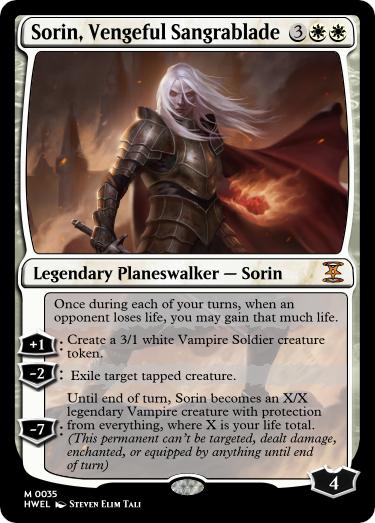 Sorin, Vengeful Sangrablade 3
Legendary Planeswalker — Sorin
Once during each of your turns, when an
opponent loses life, you may gain that much life.
+1: Create a 3/1 white Vampire Soldier creature
token.
-2: Exile target tapped creature.
Until end of turn, Sorin becomes an X/X
legendary Vampire creature with protection
-7: from everything, where X is your life total.
(This permanent can't be targeted, dealt damage,
enchanted, or equipped by anything until end
of turn)
4
M 0035
HWEL Steven Elim Tali